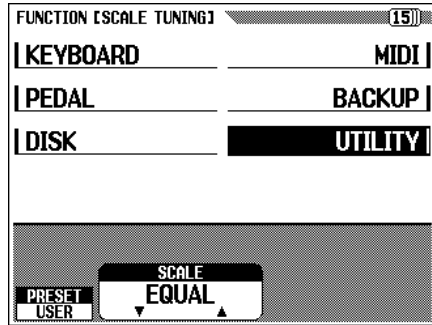 FUNCTION [SCALE TUNING] 15
KEYBOARD MIDI
PEDAL BACKUP
DISK UTILITY
SCALE
PRESET EQUAL
USER